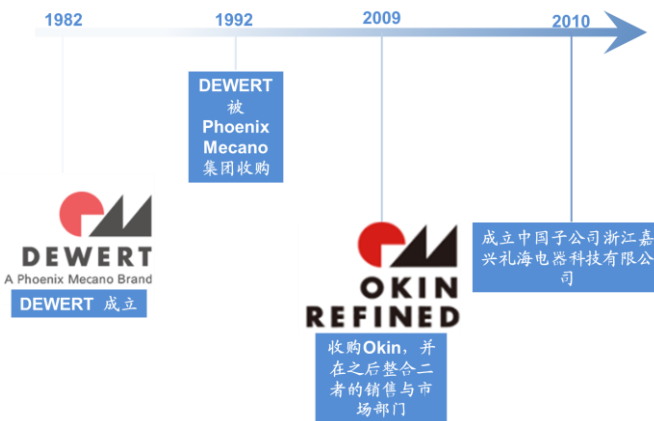 1982
1992
2009
2010
DEWERT
被
Phoenix
Mecano
集团收购
DEWERT
A Phoenix Mecano Brand
DEWERT 成立
OKIN
REFINED
收购Okin，并
在之后整合二
者的销售与市
场部门
成立中国子公司浙江嘉
兴礼海电器科技有限公
司